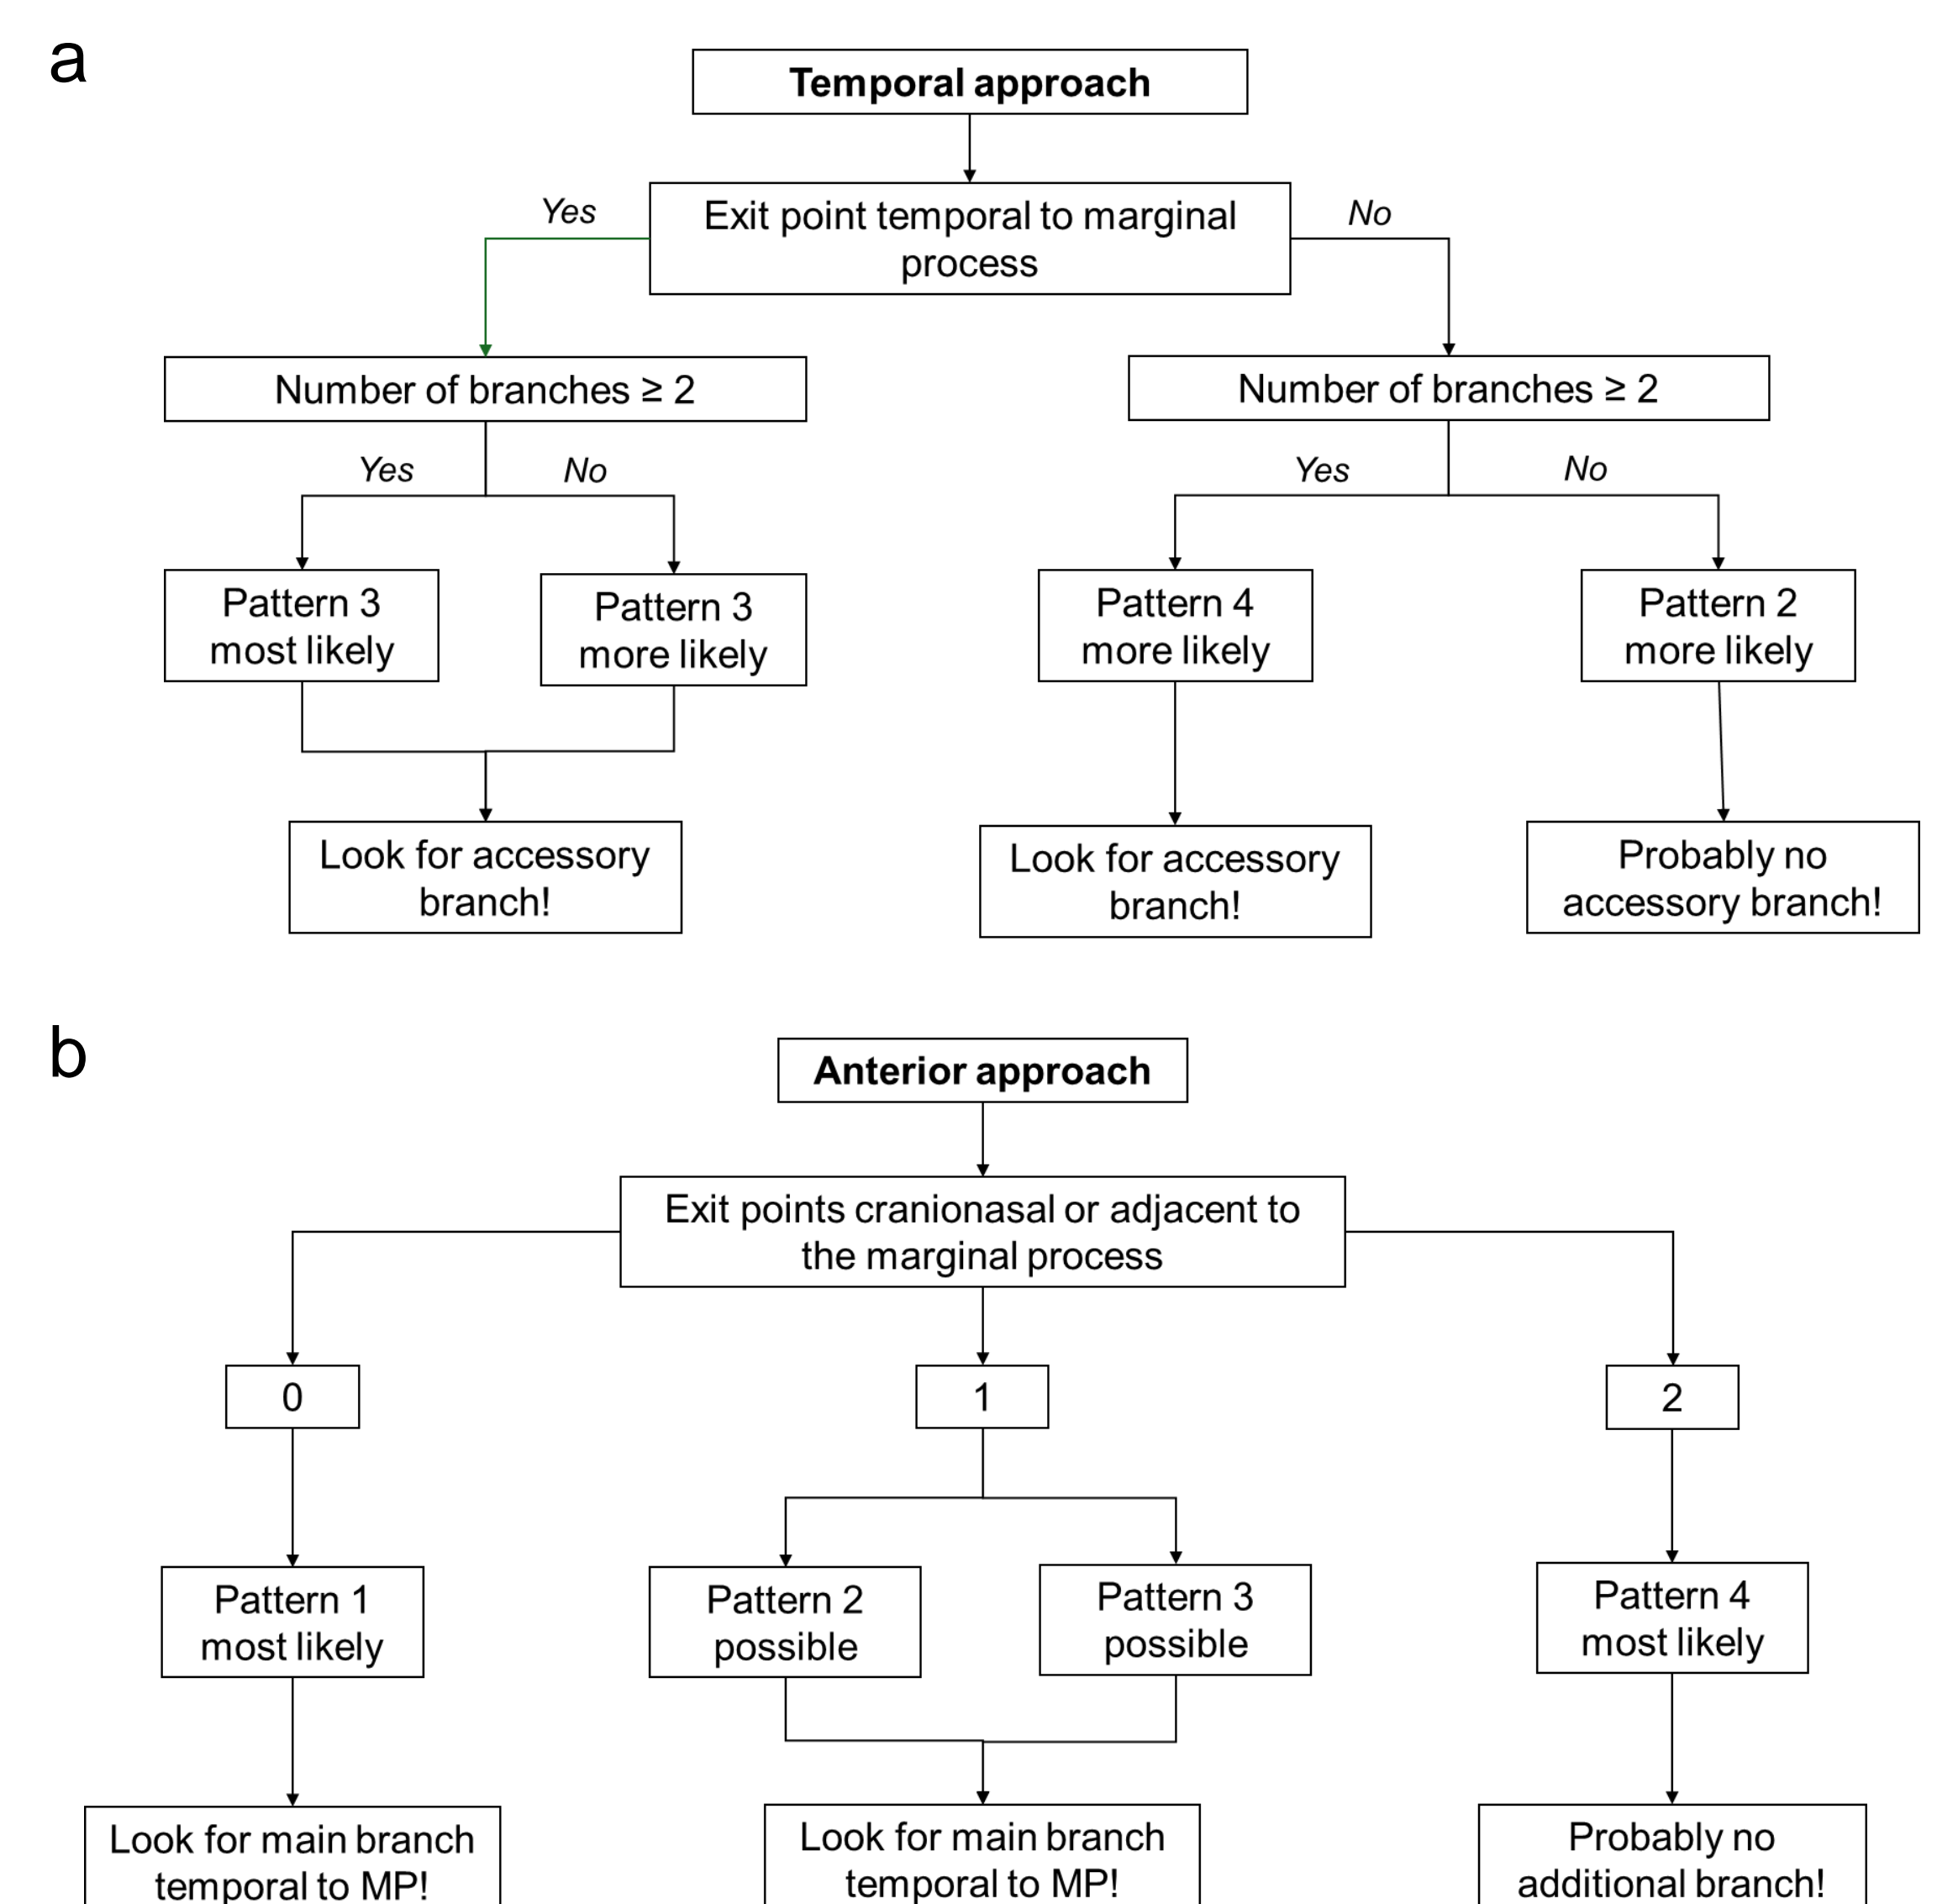 a
Temporal approach
Exit point temporal to marginal
process
Yes
No
Number of branches ≥ 2
Number of branches ≥ 2
Yes
No
Yes
No
Pattern 3
most likely
Pattern 3
more likely
Pattern 4
more likely
Pattern 2
more likely
Look for accessory
branch!
Look for accessory
branch!
Probably no
accessory branch!
b
Anterior approach
Exit points cranionasal or adjacent to
the marginal process
0
1
2
Pattern 1
most likely
Pattern 2
possible
Pattern 3
possible
Pattern 4
most likely
Look for main branch
temporal to MP!
Look for main branch
temporal to MP!
Probably no
additional branch!